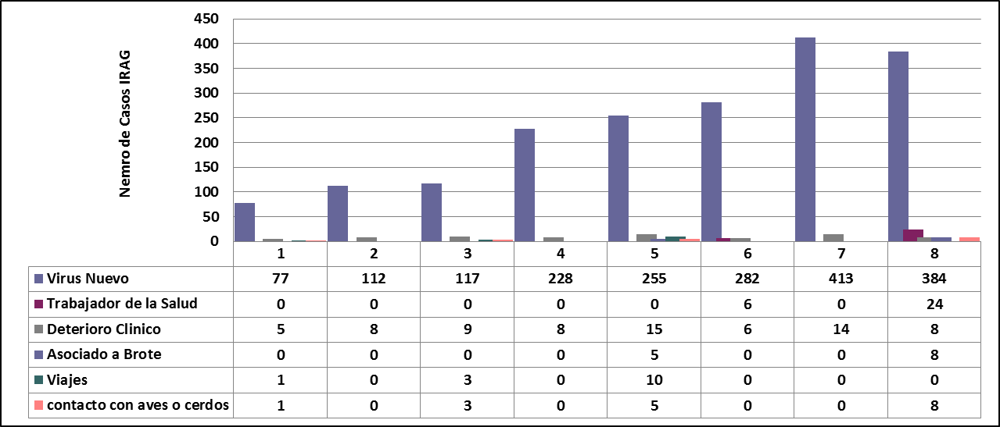 450
400
350
300
250
200
150
100
50
0
Nemro de Casos IRAG
1 2 3 4 5 6 7 8
Virus Nuevo 77 112 117 228 255 282 413 384
Trabajador de la Salud 0 0 0 0 0 6 0 24
Deterioro Clinico 5 8 9 8 15 6 14 8
Asociado a Brote 0 0 0 0 5 0 0 8
Viajes 1 0 3 0 10 0 0 0
contacto con aves o cerdos 1 0 3 0 5 0 0 8